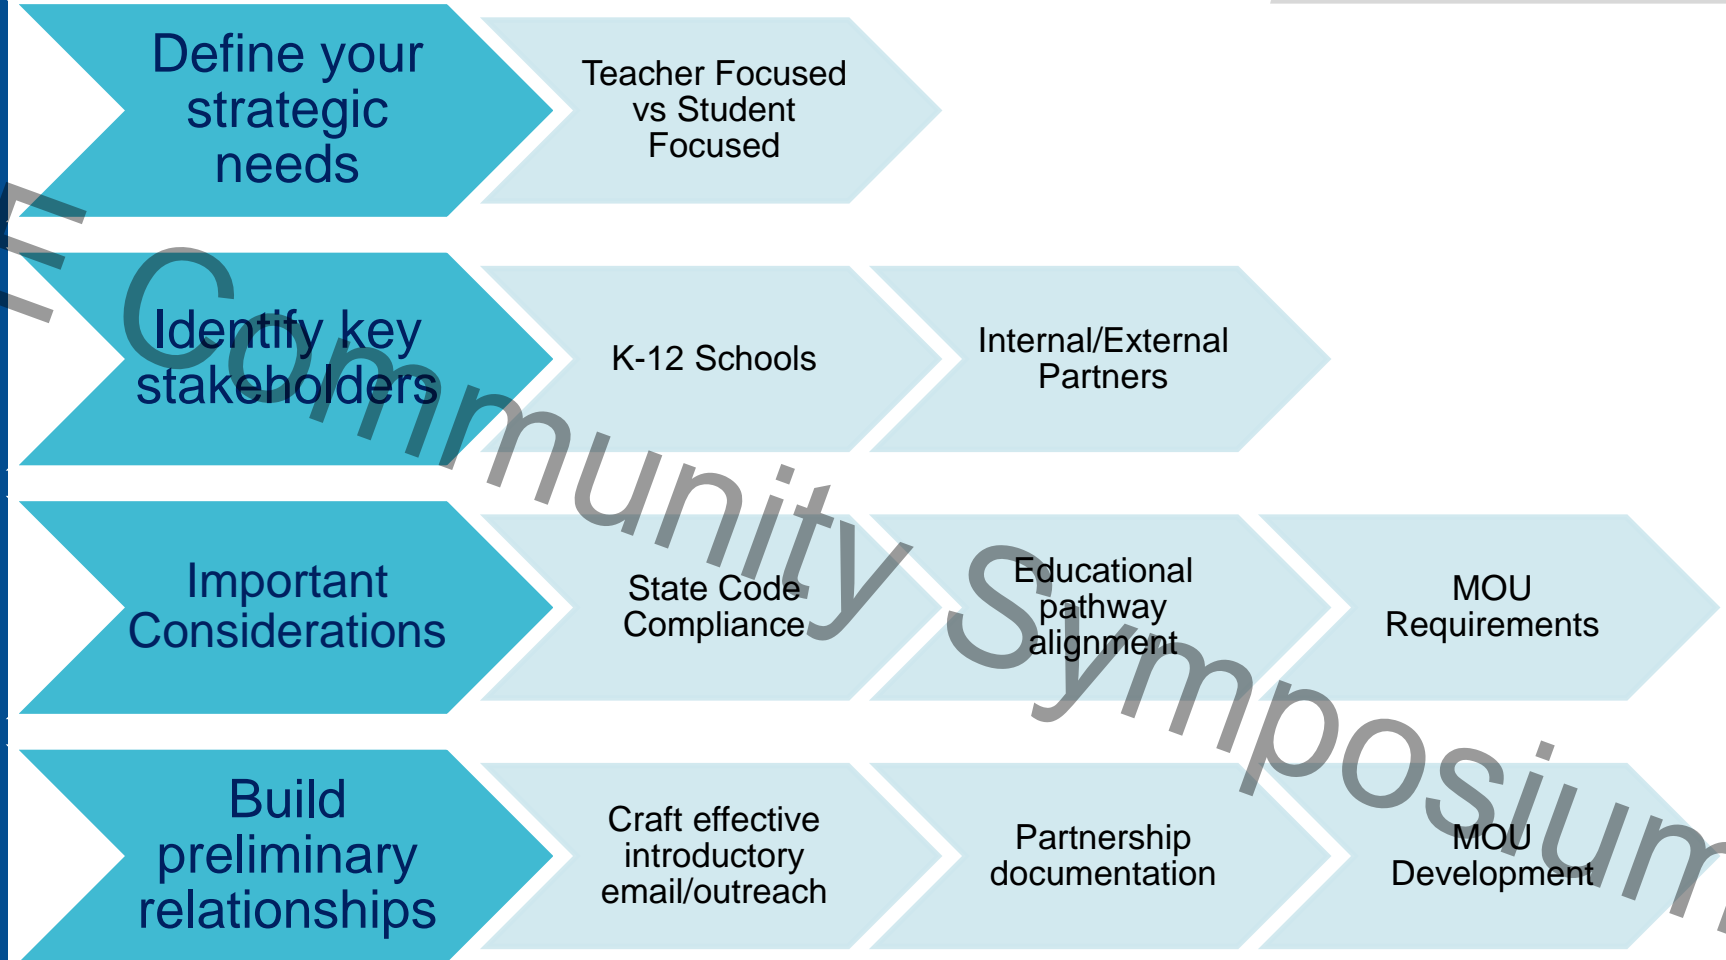 Define your
strategic
needs
Teacher Focused
vs Student
Focused
Identify key
stakeholders
K-12 Schools
Internal/External
Partners
Important
Considerations
State Code
Compliance
Educational
pathway
alignment
MOU
Requirements
Build
preliminary
relationships
Craft effective
introductory
email/outreach
Partnership
documentation
MOU
Development
Community Symposium